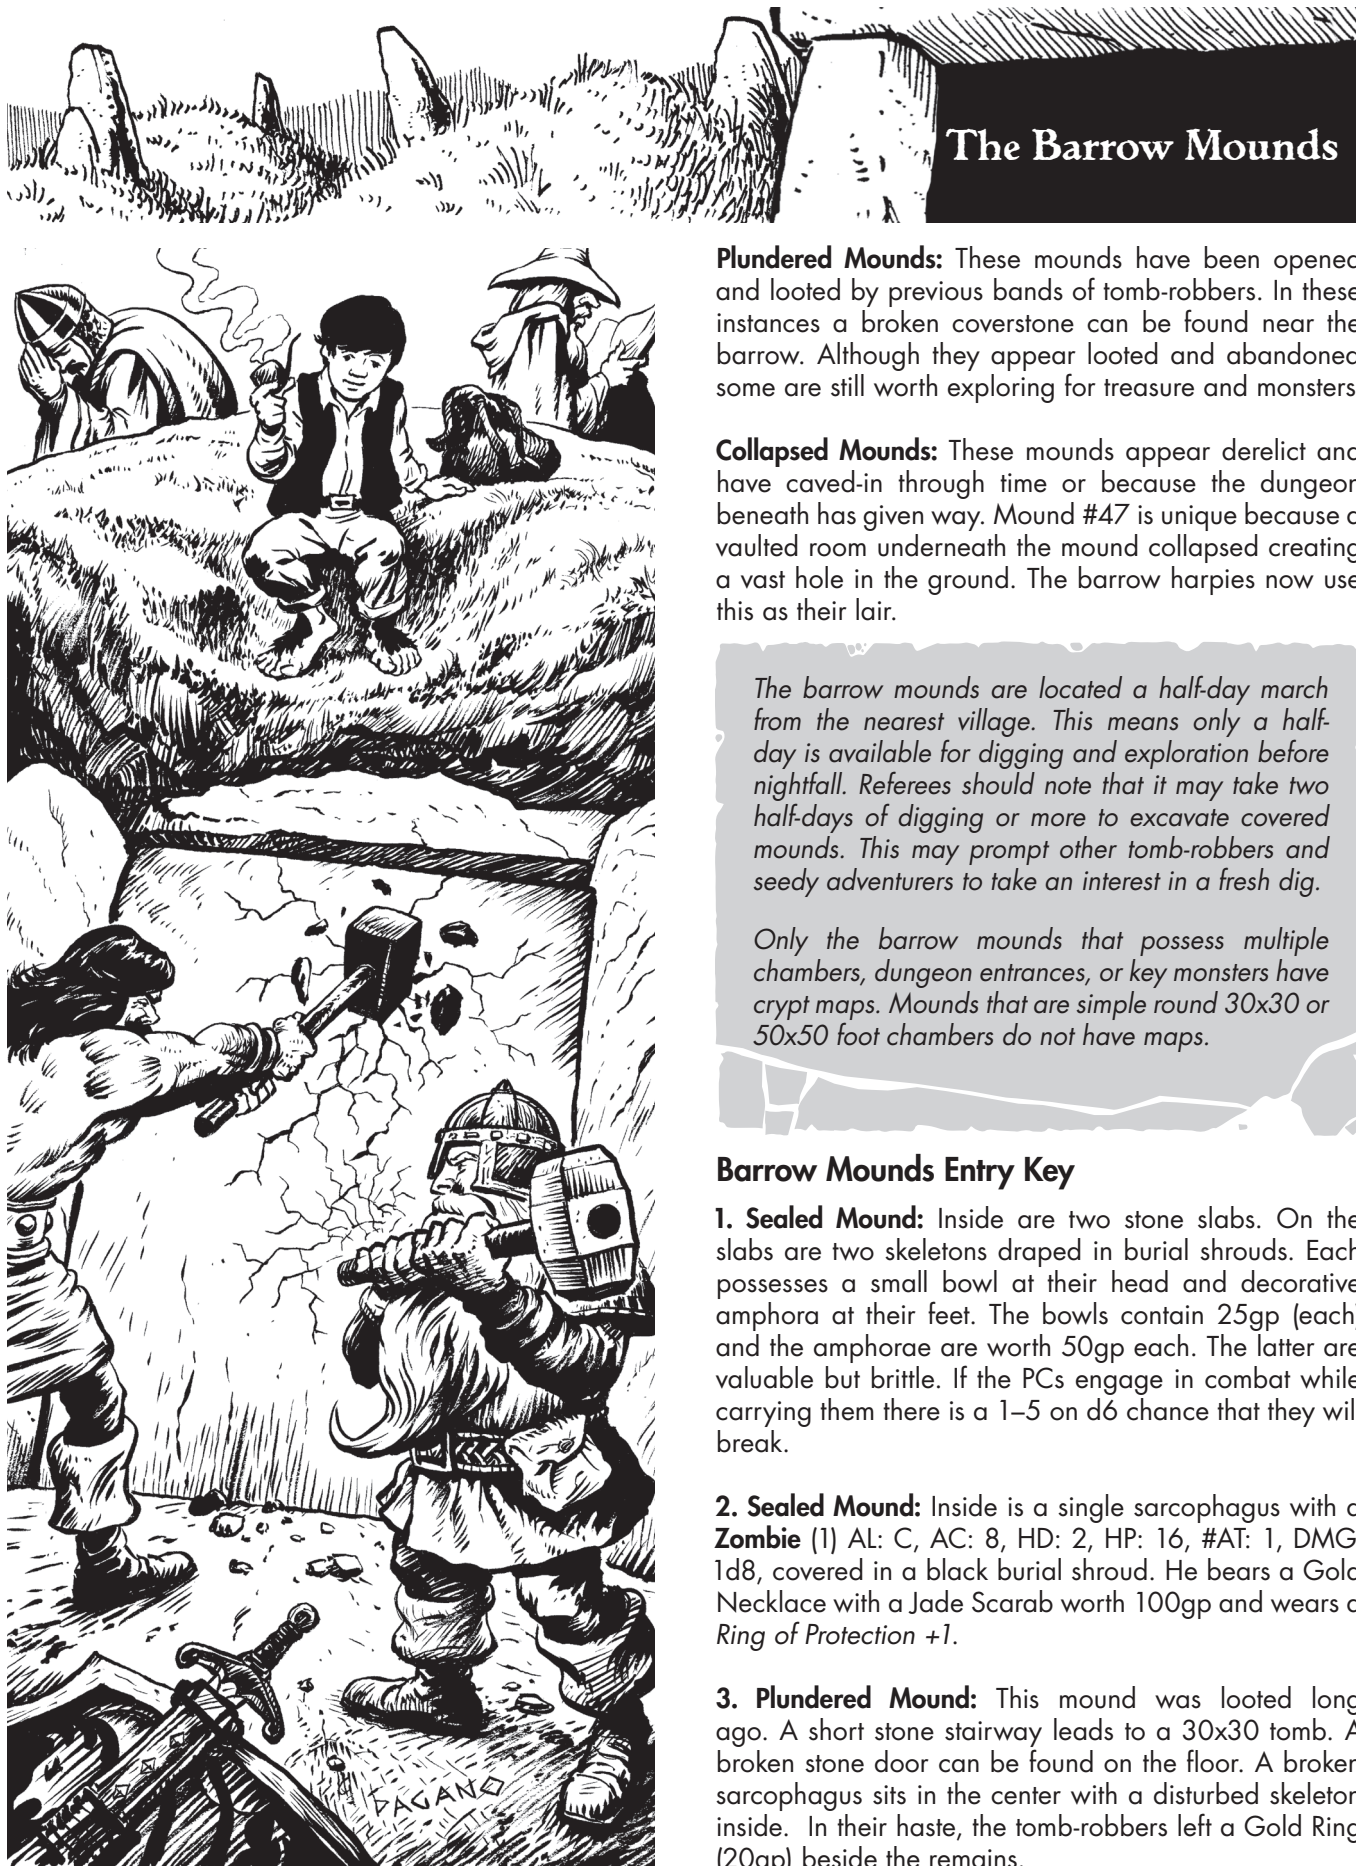 The Barrow Mounds
Plundered Mounds: These mounds have been opened
and looted by previous bands of tomb-robbers. In these
instances a broken coverstone can be found near the
barrow. Although they appear looted and abandoned
some are still worth exploring for treasure and monsters
Collapsed Mounds: These mounds appear derelict and
have caved-in through time or because the dungeon
beneath has given way. Mound #47 is unique because a
vaulted room underneath the mound collapsed creating
a vast hole in the ground. The barrow harpies now use
this as their lair.
The barrow mounds are located a half-day march
from the nearest village. This means only a half-
day is available for digging and exploration before
nightfall. Referees should note that it may take two
half-days of digging or more to excavate covered
mounds. This may prompt other tomb-robbers and
seedy adventurers to take an interest in a fresh dig.
Only the barrow mounds that possess multiple
chambers, dungeon entrances, or key monsters have
crypt maps. Mounds that are simple round 30x30 or
50x50 foot chambers do not have maps.
Barrow Mounds Entry Key
1. Sealed Mound: Inside are two stone slabs. On the
slabs are two skeletons draped in burial shrouds. Each
possesses a small bowl at their head and decorative
amphora at their feet. The bowls contain 25gp (each)
and the amphorae are worth 50gp each. The latter are
valuable but brittle. If the PCs engage in combat while
carrying them there is a 1–5 on d6 chance that they will
break.
2. Sealed Mound: Inside is a single sarcophagus with a
Zombie (1) AL: C, AC: 8, HD: 2, HP: 16, #AT: 1, DMG
1d8, covered in a black burial shroud. He bears a Gold
Necklace with a Jade Scarab worth 100gp and wears a
Ring of Protection +1.
3. Plundered Mound: This mound was looted long
ago. A short stone stairway leads to a 30x30 tomb. A
broken stone door can be found on the floor. A broken
sarcophagus sits in the center with a disturbed skeleton
inside. In their haste, the tomb-robbers left a Gold Ring
(20gp) beside the remains.
PAGANO